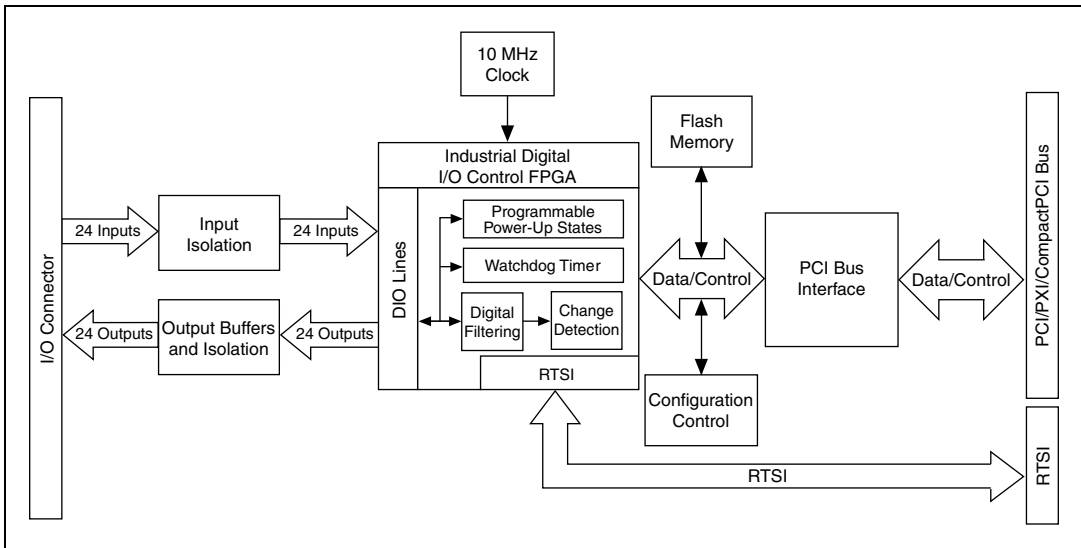 10 MHz
Clock
I/O Connector
24 Inputs
Input
Isolation
24 Inputs
24 Outputs
Output Buffers
and Isolation
24 Outputs
Industrial Digital
I/O Control FPGA
DIO Lines
Programmable
Power-Up States
Watchdog Timer
Digital
Filtering
Change
Detection
RTSI
Flash
Memory
Data/Control
Configuration
Control
PCI Bus
Interface
Data/Control
PCI/PXI/CompactPCI Bus
RTSI
RTSI